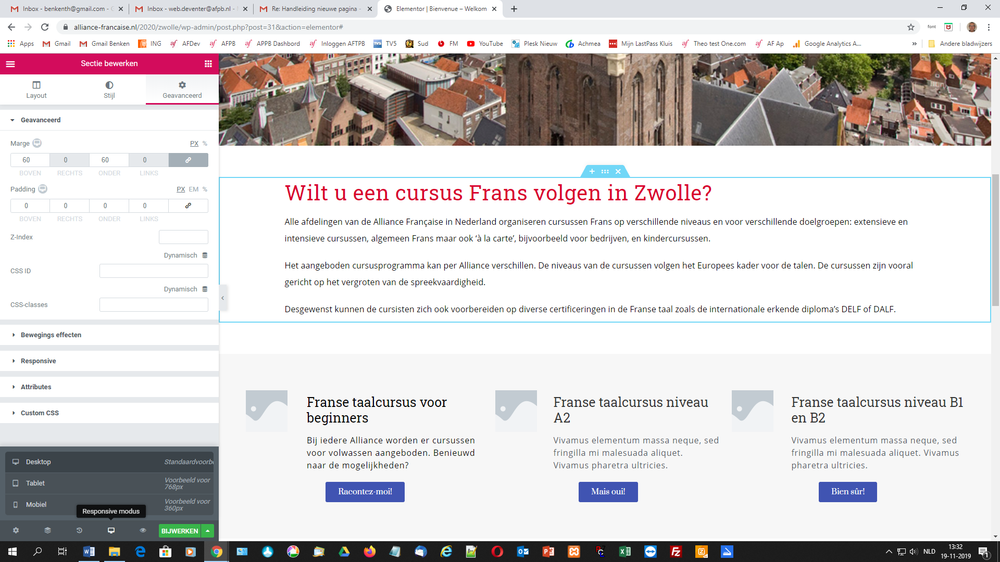 Inbox - benkenth@gmail.com - G
Inbox - web.deventer@afpb.nl -
Re: Handleiding nieuwe pagina -
Elementor | Bienvenue – Welkom
alliance-francaise.nl/2020/zwolle/wp-admin/post.php?post=31&action=elementor#
font
Apps
Gmail
Gmail Benken
ING
AFDev
AFPB
APPB Dashbord
Inloggen AFTPB
TV5
Sud
FM
YouTube
Plesk Nieuw
Achmea
Mijn LastPass Kluis
Theo test One.com
AF Ap
Google Analytics A...
»
Andere bladwijzers
Sectie bewerken
Layout
Stijl
Geavanceerd
Geavanceerd
Marge
PX %
60 0 60 0
BOVEN RECHTS ONDER LINKS
Padding
PX EM %
0 0 0 0
BOVEN RECHTS ONDER LINKS
Z-Index
Dynamisch
CSS ID
Dynamisch
CSS-classes
Bewegings effecten
Responsive
Attributes
Custom CSS
Desktop
Standaardvoorbe
Tablet
Voorbeeld voor
768px
Mobiel
Voorbeeld voor
360px
Responsive modus
BIJWERKEN
Wilt u een cursus Frans volgen in Zwolle?
Alle afdelingen van de Alliance Française in Nederland organiseren cursussen Frans op verschillende niveaus en voor verschillende doelgroepen: extensieve en
intensieve cursussen, algemeen Frans maar ook ‘à la carte’, bijvoorbeeld voor bedrijven, en kindercursussen.
Het aangeboden cursusprogramma kan per Alliance verschillen. De niveaus van de cursussen volgen het Europees kader voor de talen. De cursussen zijn vooral
gericht op het vergroten van de spreekvaardigheid.
Desgewenst kunnen de cursisten zich ook voorbereiden op diverse certificeringen in de Franse taal zoals de internationale erkende diploma’s DELF of DALF.
Franse taalcursus voor
beginners
Bij iedere Alliance worden er cursussen
voor volwassen aangeboden. Benieuwd
naar de mogelijkheden?
Racontez-moi!
Franse taalcursus niveau
A2
Vivamus elementum massa neque, sed
fringilla mi malesuada aliquet.
Vivamus pharetra ultricies.
Mais oui!
Franse taalcursus niveau B1
en B2
Vivamus elementum massa neque, sed
fringilla mi malesuada aliquet. Vivamus
pharetra ultricies.
Bien sûr!
NLD
13:32
19-11-2019
1